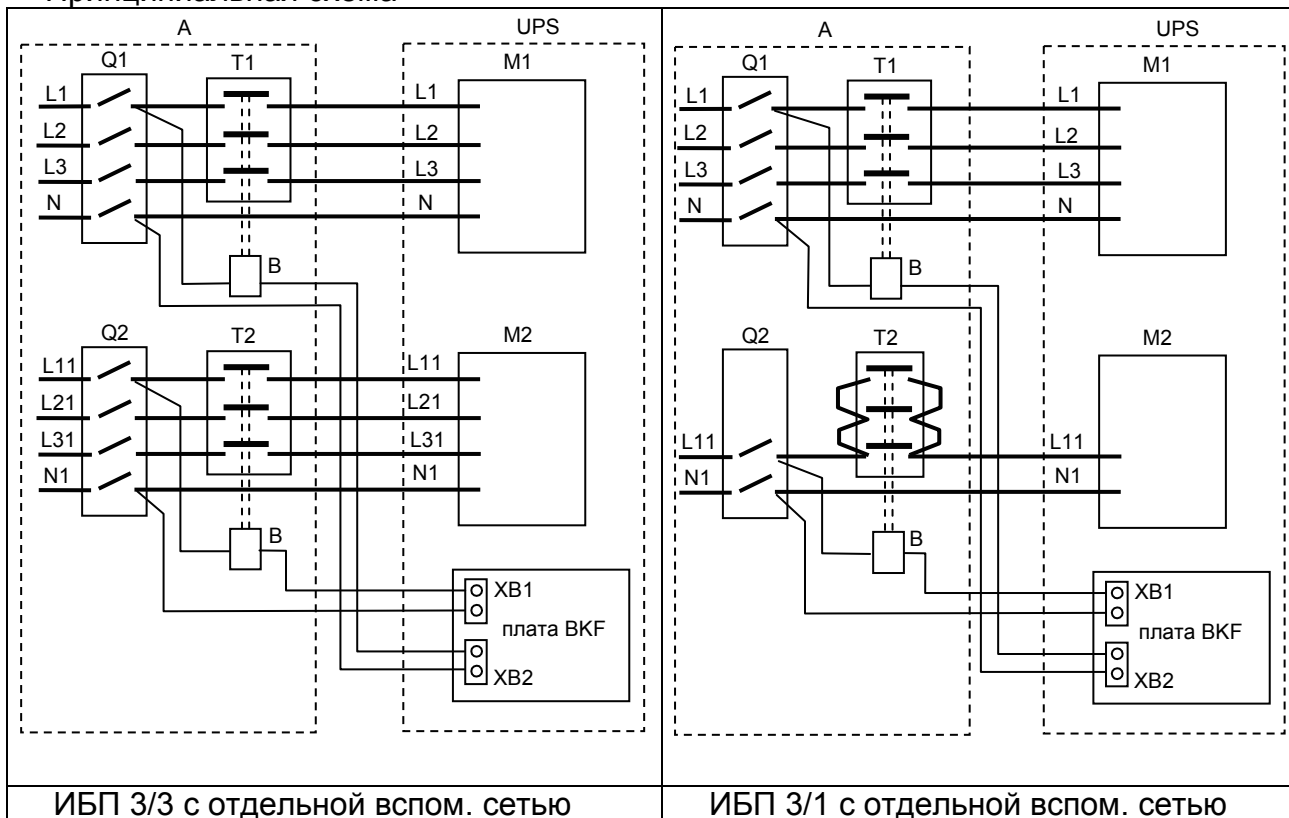 Принципиальная схема
A UPS
Q1 T1 M1
L1 L1
L2 L2
L3 L3
N N
B
Q2 T2 M2
L11 L11
L21 L21
L31 L31
N1 N1
B
XB1
плата BKF
XB2
ИБП 3/3 с отдельной вспом. сетью
A UPS
Q1 T1 M1
L1 L1
L2 L2
L3 L3
N N
B
Q2 T2 M2
L11 L11
N1 N1
B
XB1
плата BKF
XB2
ИБП 3/1 с отдельной вспом. сетью